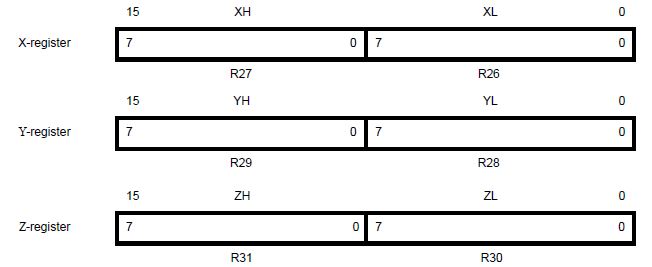 15 XH XL 0
X-register 7 0 7 0
R27 R26
15 YH YL 0
Y-register 7 0 7 0
R29 R28
15 ZH ZL 0
Z-register 7 0 7 0
R31 R30